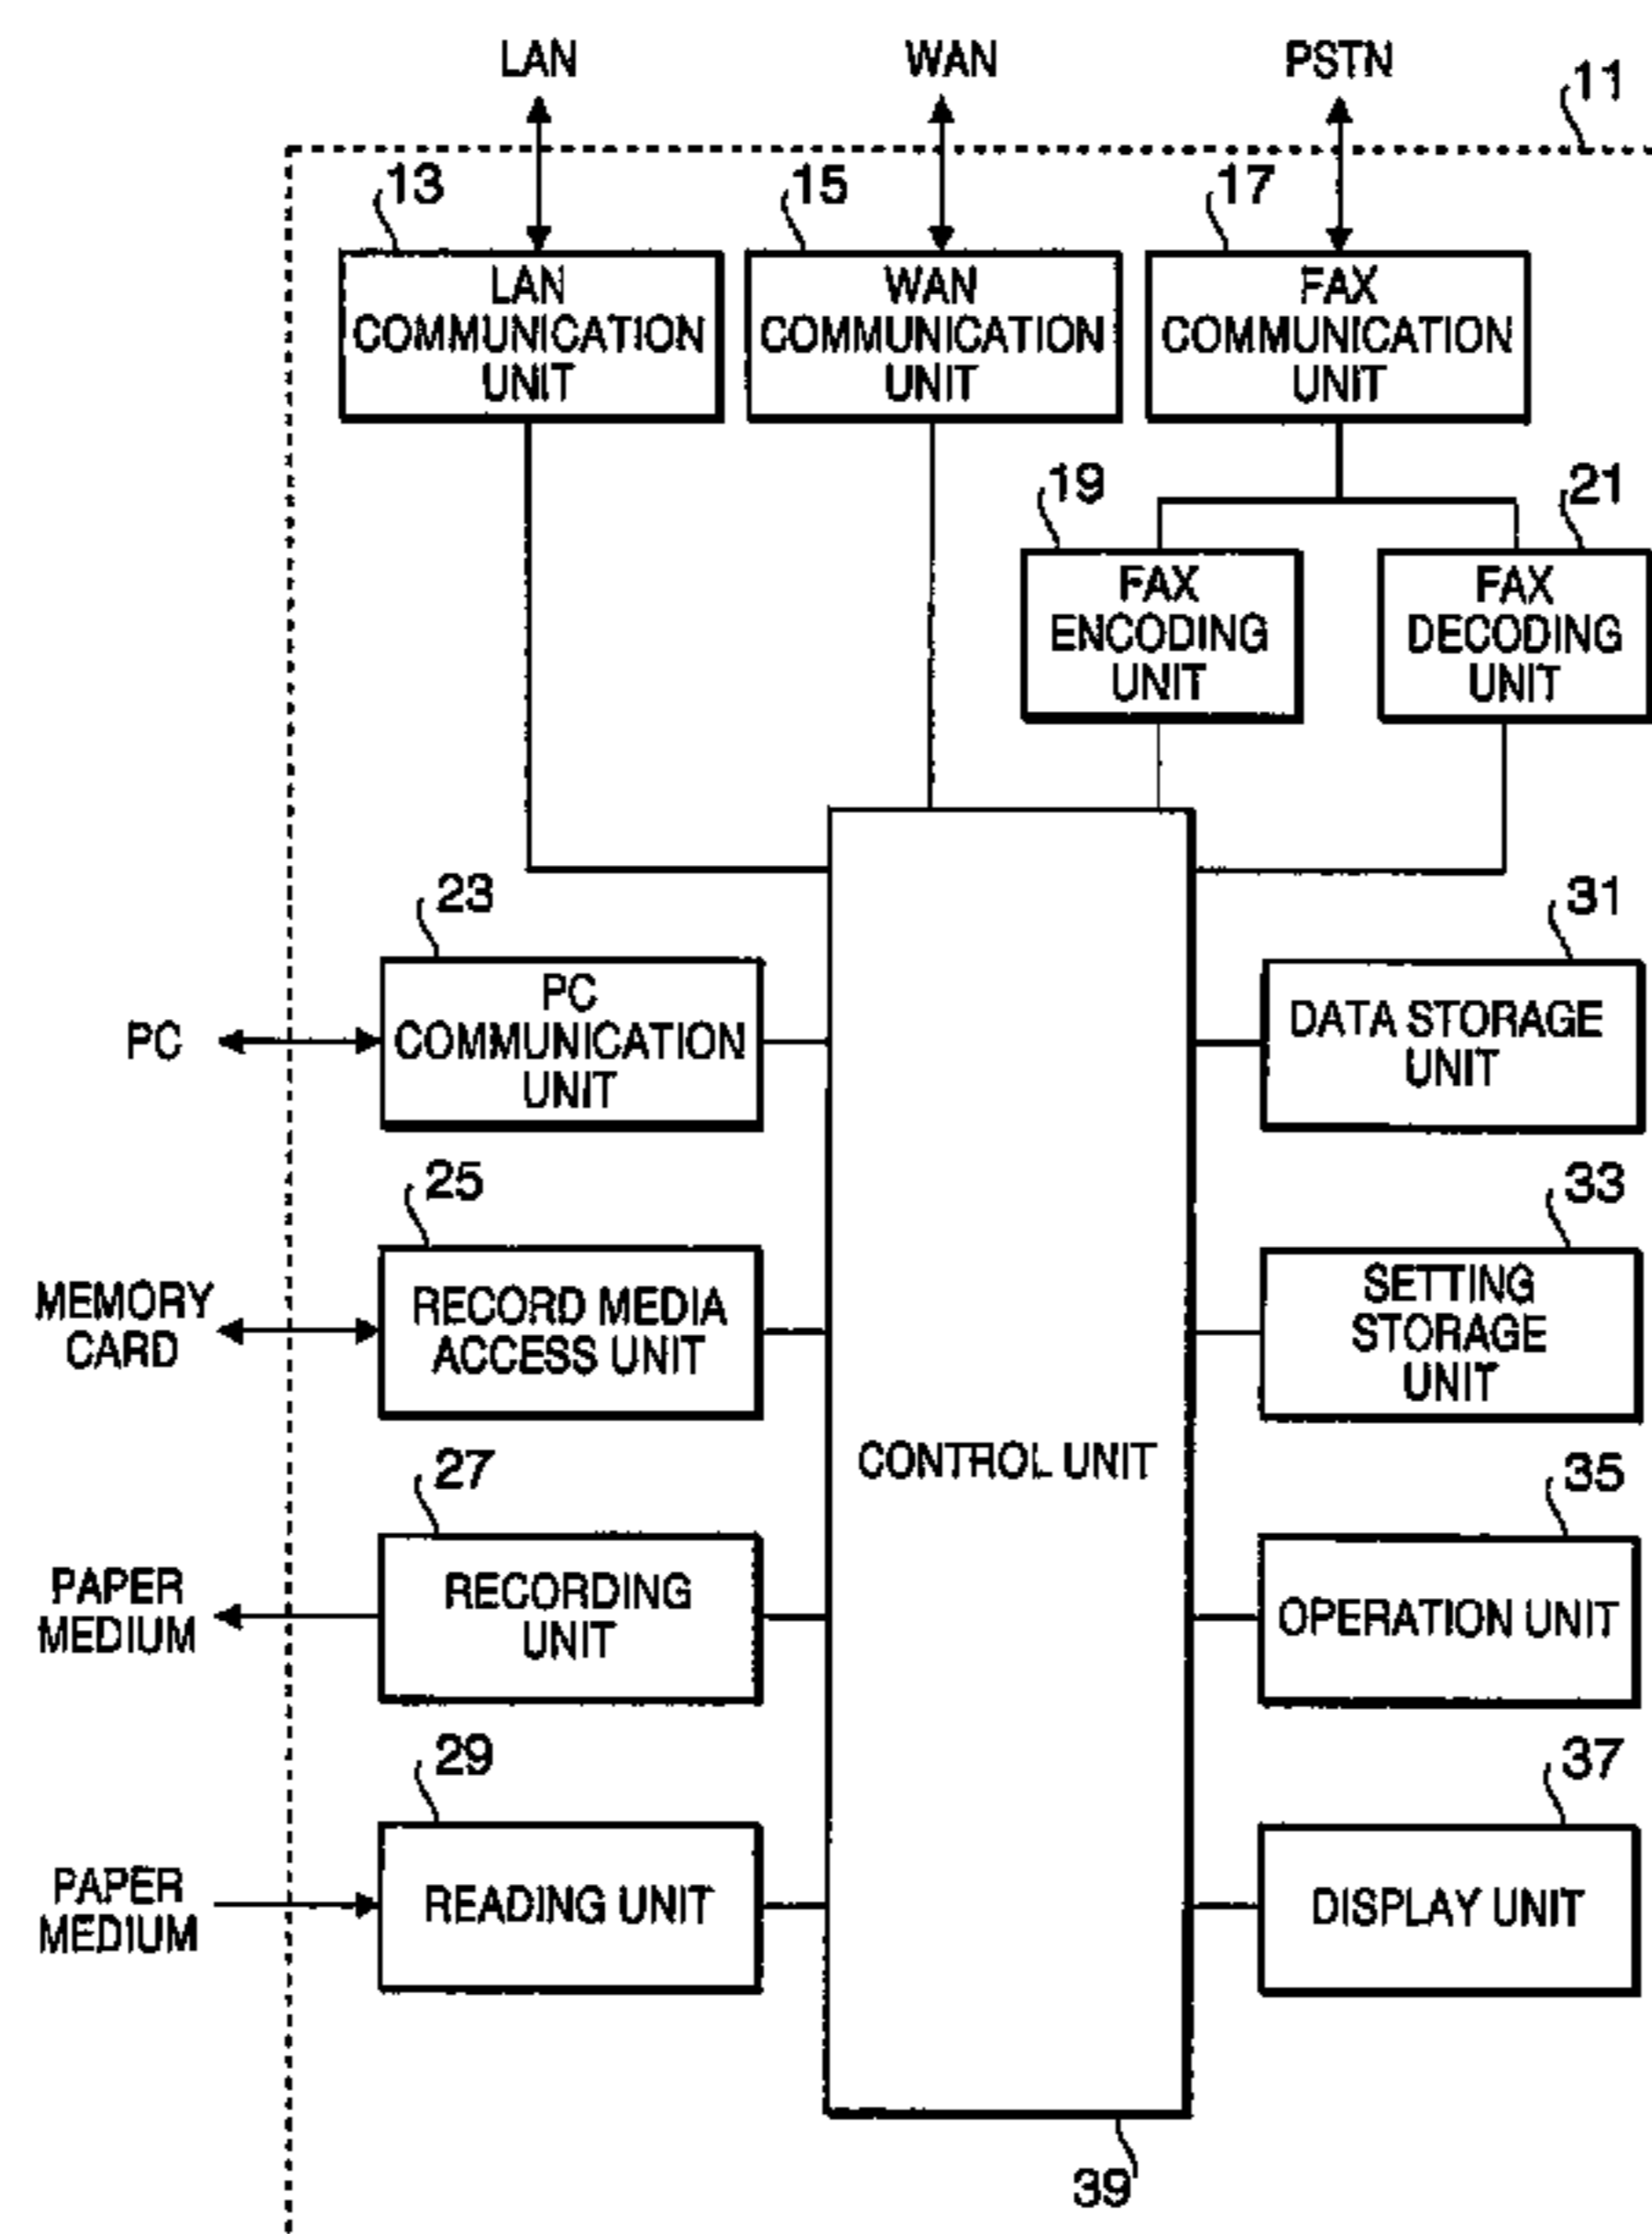 LAN
WAN
PSTN
11
13
15
17
LAN
COMMUNICATION
UNIT
WAN
COMMUNICATION
UNIT
FAX
COMMUNICATION
UNIT
19
21
FAX
ENCODING
UNIT
FAX
DECODING
UNIT
23
31
PC
PC
COMMUNICATION
UNIT
DATA STORAGE
UNIT
25
33
MEMORY
CARD
RECORD MEDIA
ACCESS UNIT
SETTING
STORAGE
UNIT
CONTROL UNIT
27
35
PAPER
MEDIUM
RECORDING
UNIT
OPERATION UNIT
29
37
PAPER
MEDIUM
READING UNIT
DISPLAY UNIT
39